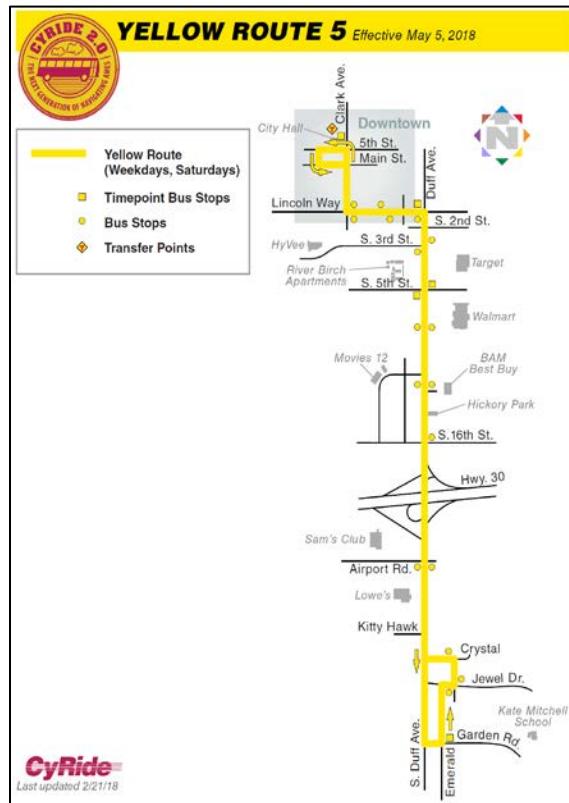 CYRIDE 2.0
THE NEXT GENERATION OF NAVIGATING AMES
YELLOW ROUTE 5 Effective May 5, 2018
Yellow Route
(Weekdays, Saturdays)
Timepoint Bus Stops
Bus Stops
T Transfer Points
Clark Ave.
City Hall
T
Downtown
5th St.
Main St.
Duff Ave.
N
Lincoln Way
S. 2nd St.
S. 3rd St.
HyVee
River Birch
Apartments
Target
S. 5th St.
Walmart
Movies 12
BAM
Best Buy
Hickory Park
S. 16th St.
Hwy. 30
Sam's Club
Airport Rd.
Lowe's
Kitty Hawk
Crystal
Jewel Dr.
Kate Mitchell
School
Garden Rd.
S. Duff Ave.
Emerald
CyRide
Last updated 2/21/18